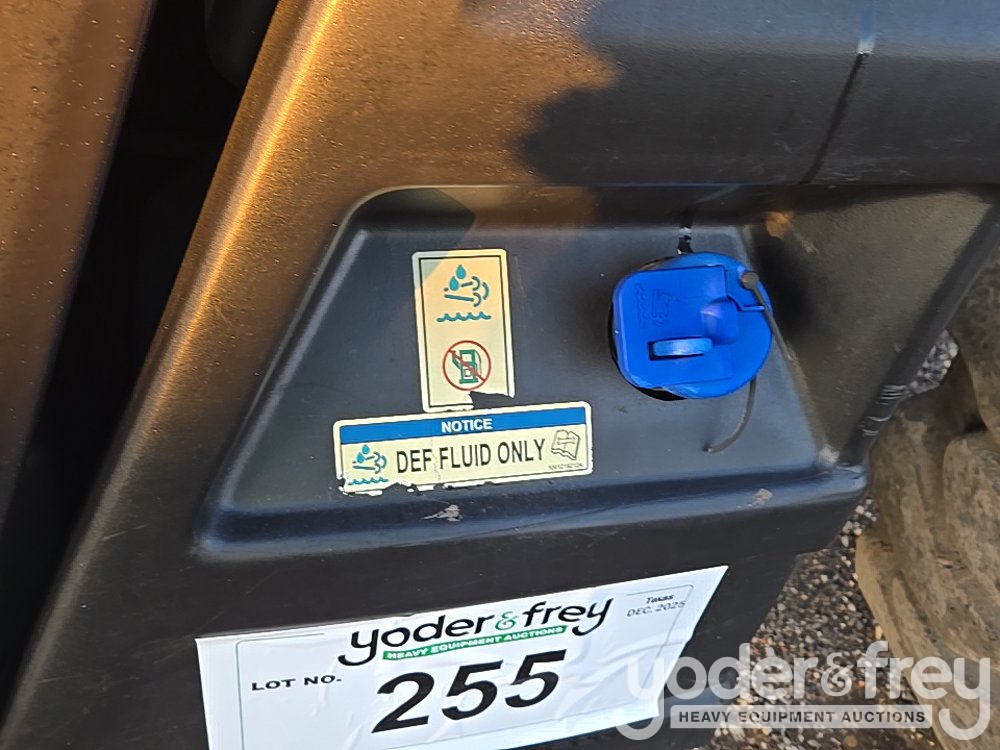 NOTICE
DEF FLUID ONLY
yoder&frey
HEAVY EQUIPMENT AUCTIONS
Texas
DEC. 2025
LOT NO. 255
yoder&frey
HEAVY EQUIPMENT AUCTIONS